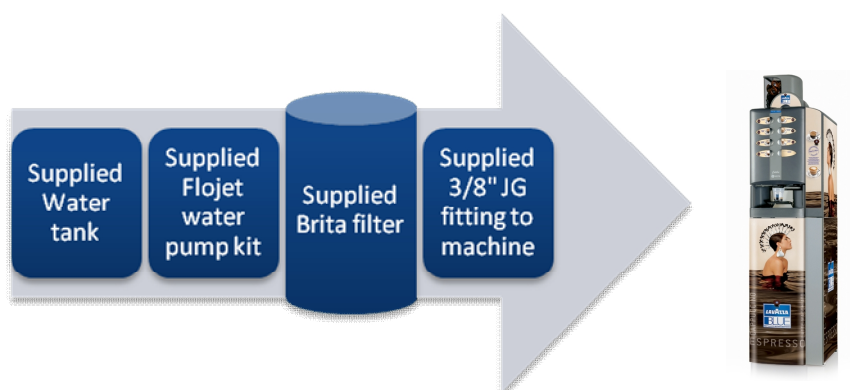 Supplied
Water
tank
Supplied
Flojet
water
pump kit
Supplied
Brita filter
Supplied
3/8" JG
fitting to
machine
LAVAZZA
BLUE
ESPRESSO